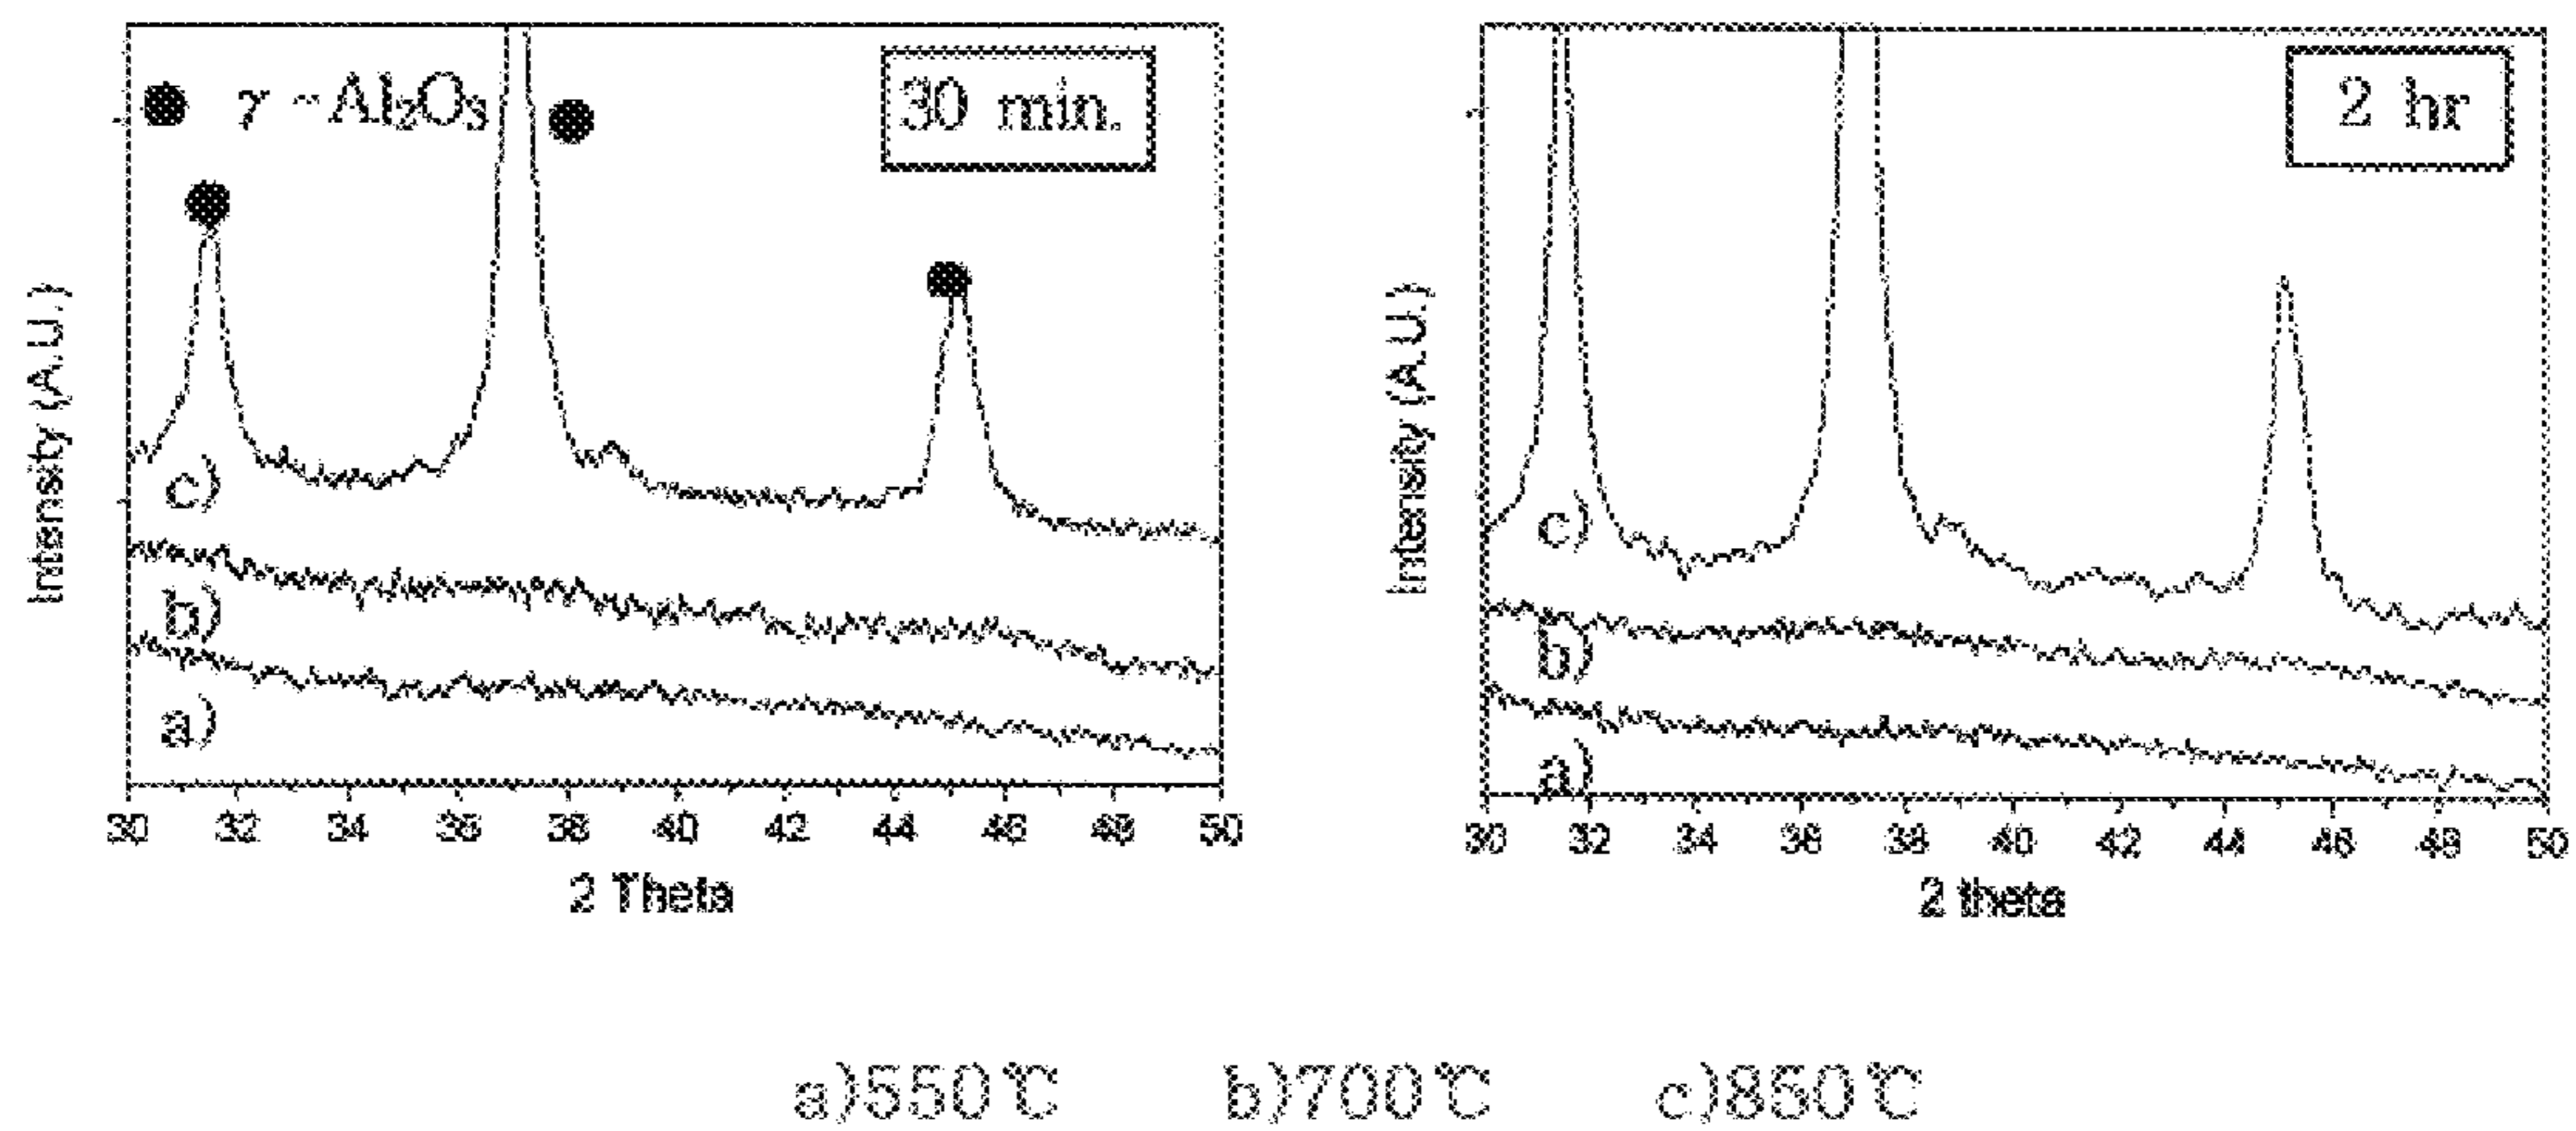 γ-Al₂O₃
30 min.
Intensity (A.U.)
c)
b)
a)
30 32 34 36 38 40 42 44 46 48 50
2 Theta
2 hr
Intensity (A.U.)
c)
b)
a)
30 32 34 36 38 40 42 44 46 48 50
2 theta
a)550℃ b)700℃ c)850℃